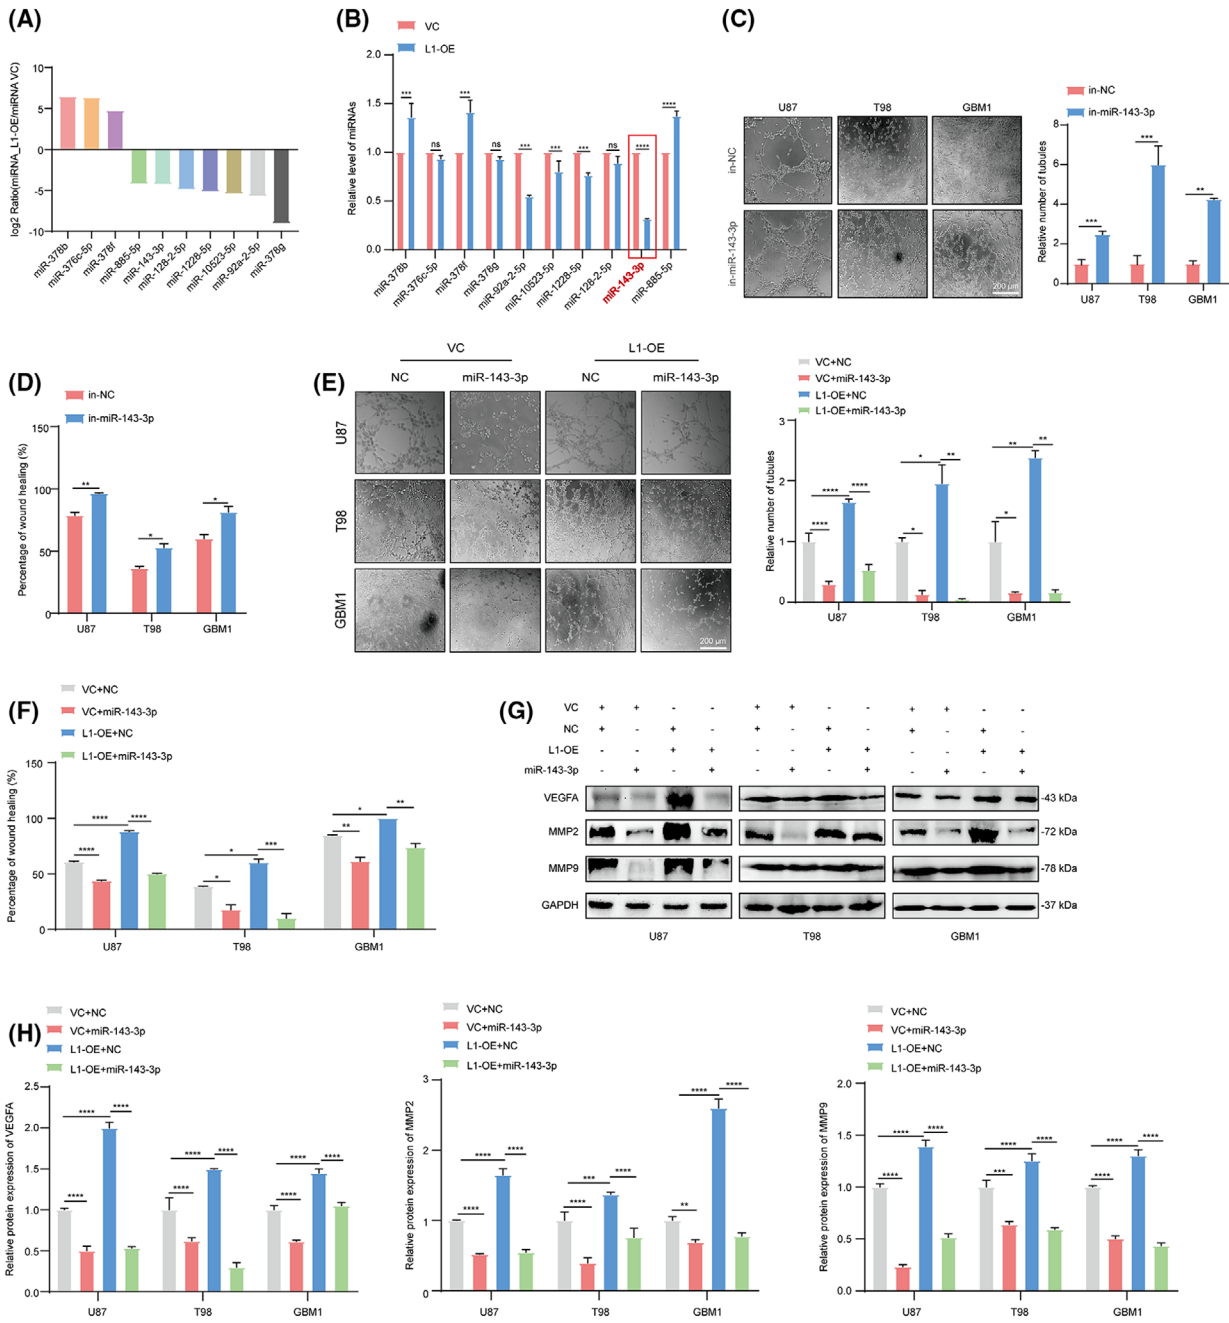 (A)
log2 Ratio(miRNA_L1-OE/miRNA VC)
10
5
0
-5
-10
miR-378b
miR-376c-5p
miR-378f
miR-885-5p
miR-143-3p
miR-128-2-5p
miR-1228-5p
miR-10523-5p
miR-92a-2-5p
miR-378g
(B)
VC
L1-OE
Relative level of miRNAs
2.0
1.5
1.0
0.5
0.0
*** ns *** ns *** *** *** ns **** ****
miR-378b
miR-376c-5p
miR-378f
miR-378g
miR-92a-2-5p
miR-10523-5p
miR-1228-5p
miR-128-2-5p
miR-143-3p
miR-885-5p
(C)
U87 T98 GBM1
in-NC
in-miR-143-3p
200 μm
in-NC
in-miR-143-3p
Relative number of tubules
8
6
4
2
0
*** *** **
U87 T98 GBM1
(D)
in-NC
in-miR-143-3p
Percentage of wound healing (%)
150
100
50
0
** * *
U87 T98 GBM1
(E)
VC L1-OE
NC miR-143-3p NC miR-143-3p
U87
T98
GBM1
200 μm
VC+NC
VC+miR-143-3p
L1-OE+NC
L1-OE+miR-143-3p
Relative number of tubules
3
2
1
0
**** **** ****
* * **
* ** **
U87 T98 GBM1
(F)
VC+NC
VC+miR-143-3p
L1-OE+NC
L1-OE+miR-143-3p
Percentage of wound healing (%)
150
100
50
0
**** **** ****
* * ***
** * **
U87 T98 GBM1
(G)
VC + + - - + + - - + + - -
NC + - + - + - + - + - + -
L1-OE - - + + - - + + - - + +
miR-143-3p - + - + - + - + - + - +
VEGFA -43 kDa
MMP2 -72 kDa
MMP9 -78 kDa
GAPDH -37 kDa
U87 T98 GBM1
(H)
VC+NC
VC+miR-143-3p
L1-OE+NC
L1-OE+miR-143-3p
Relative protein expression of VEGFA
2.5
2.0
1.5
1.0
0.5
0.0
**** **** ****
**** **** ****
**** **** ****
U87 T98 GBM1
VC+NC
VC+miR-143-3p
L1-OE+NC
L1-OE+miR-143-3p
Relative protein expression of MMP2
3
2
1
0
**** **** ****
**** *** ****
** **** ****
U87 T98 GBM1
VC+NC
VC+miR-143-3p
L1-OE+NC
L1-OE+miR-143-3p
Relative protein expression of MMP9
2.0
1.5
1.0
0.5
0.0
**** **** ****
*** **** ****
**** **** ****
U87 T98 GBM1